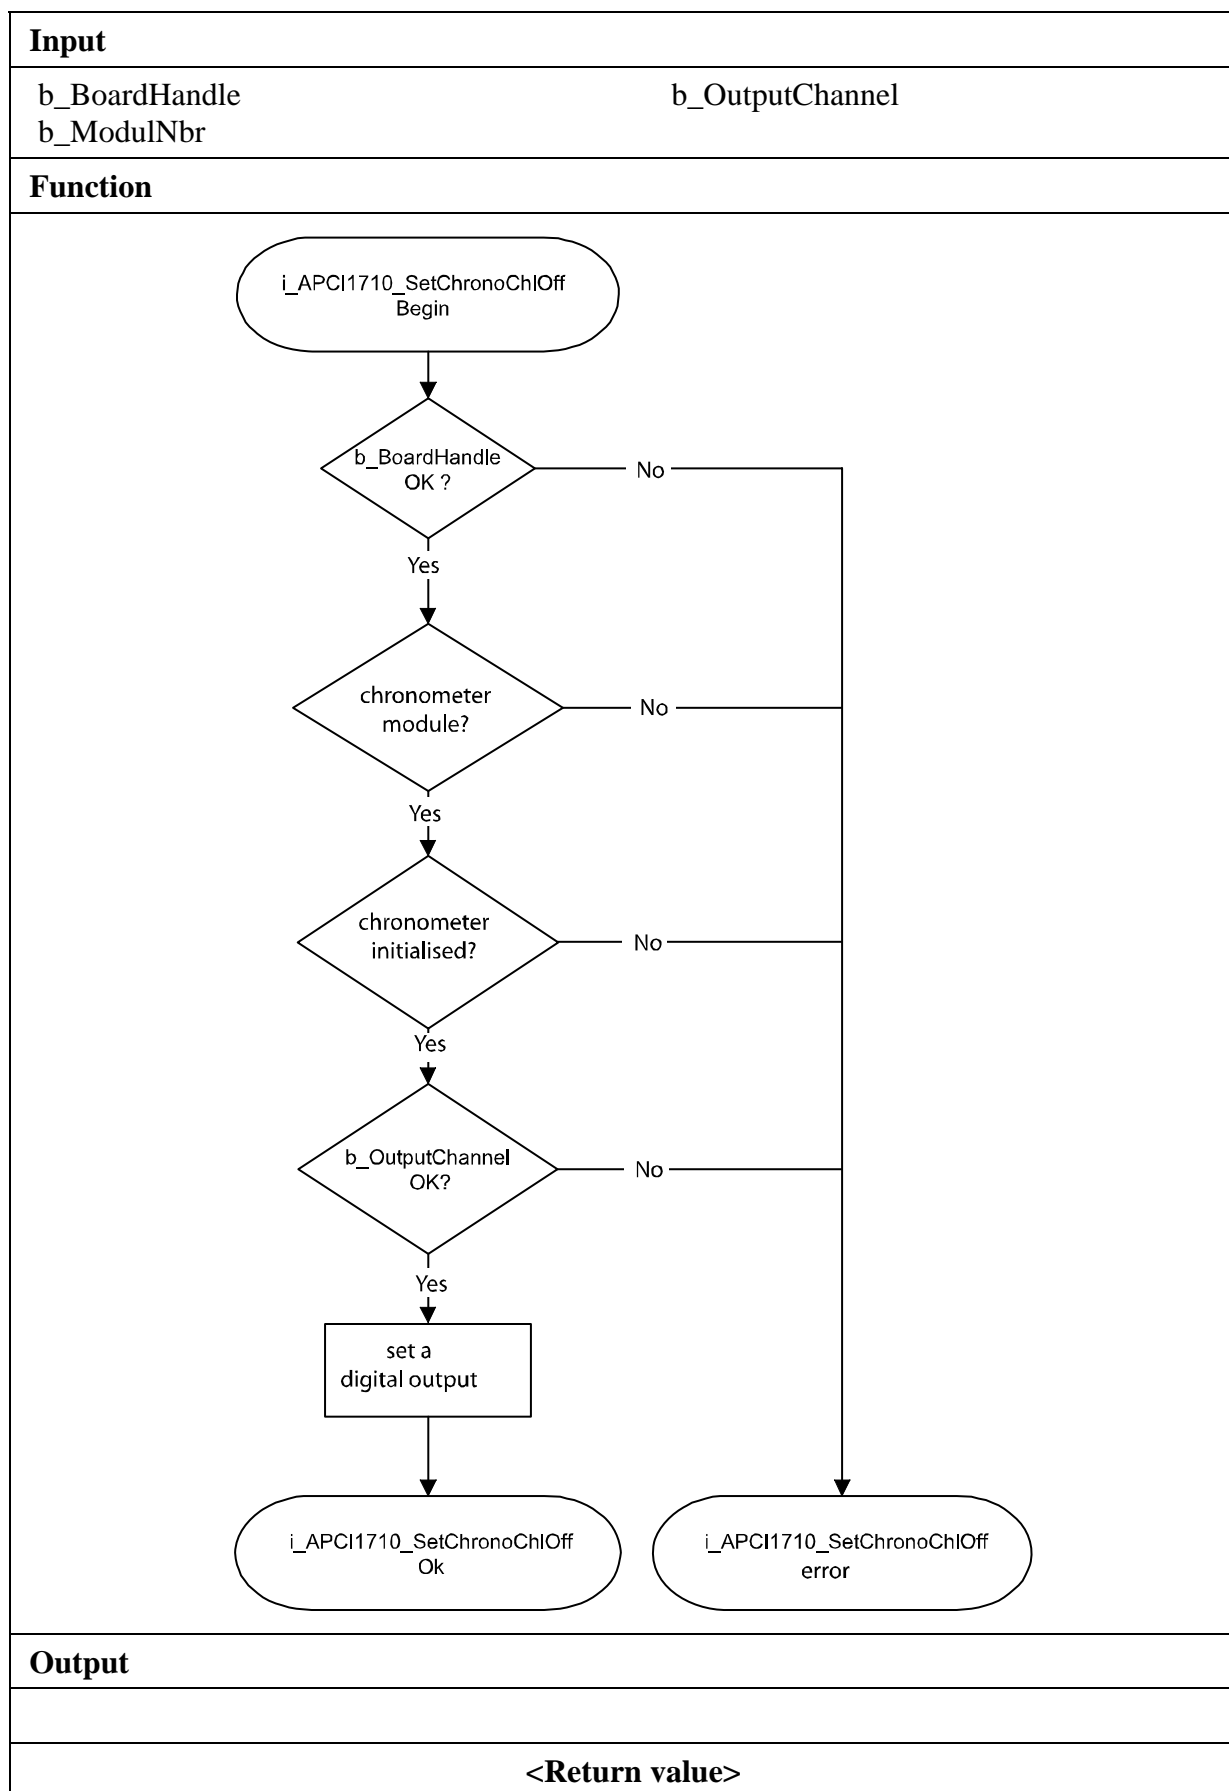 Input
b_BoardHandle b_OutputChannel
b_ModulNbr
Function
i_APCI1710_SetChronoChlOff
Begin
b_BoardHandle
OK ?
No
Yes
chronometer
module?
No
Yes
chronometer
initialised?
No
Yes
b_OutputChannel
OK?
No
Yes
set a
digital output
i_APCI1710_SetChronoChlOff
Ok
i_APCI1710_SetChronoChlOff
error
Output
<Return value>